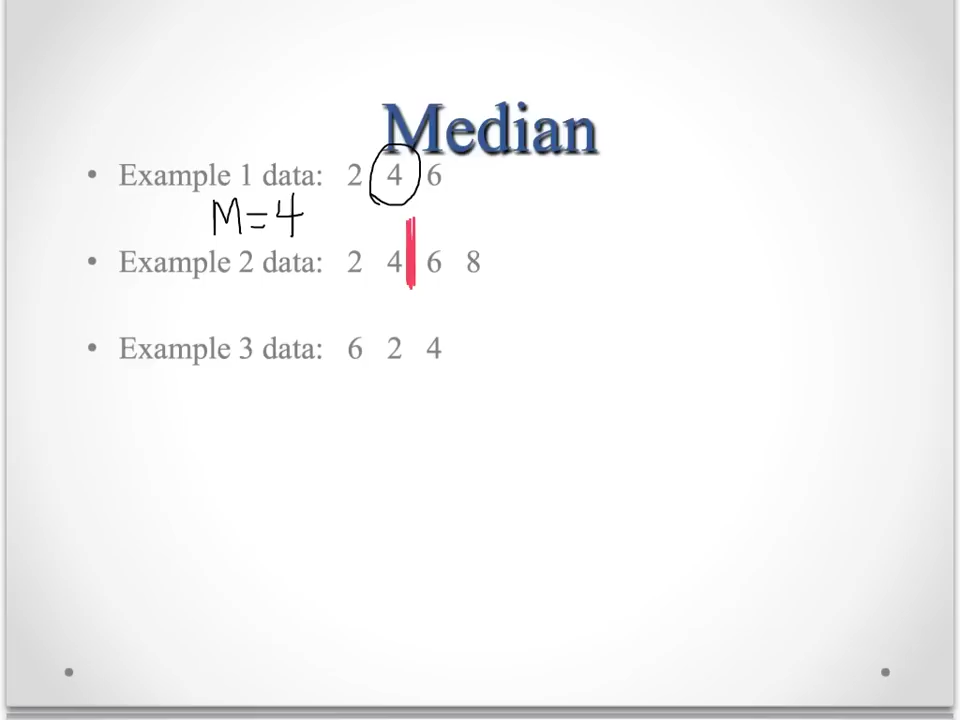 Median
• Example 1 data: 2 4 6
M=4
• Example 2 data: 2 4 6 8
• Example 3 data: 6 2 4